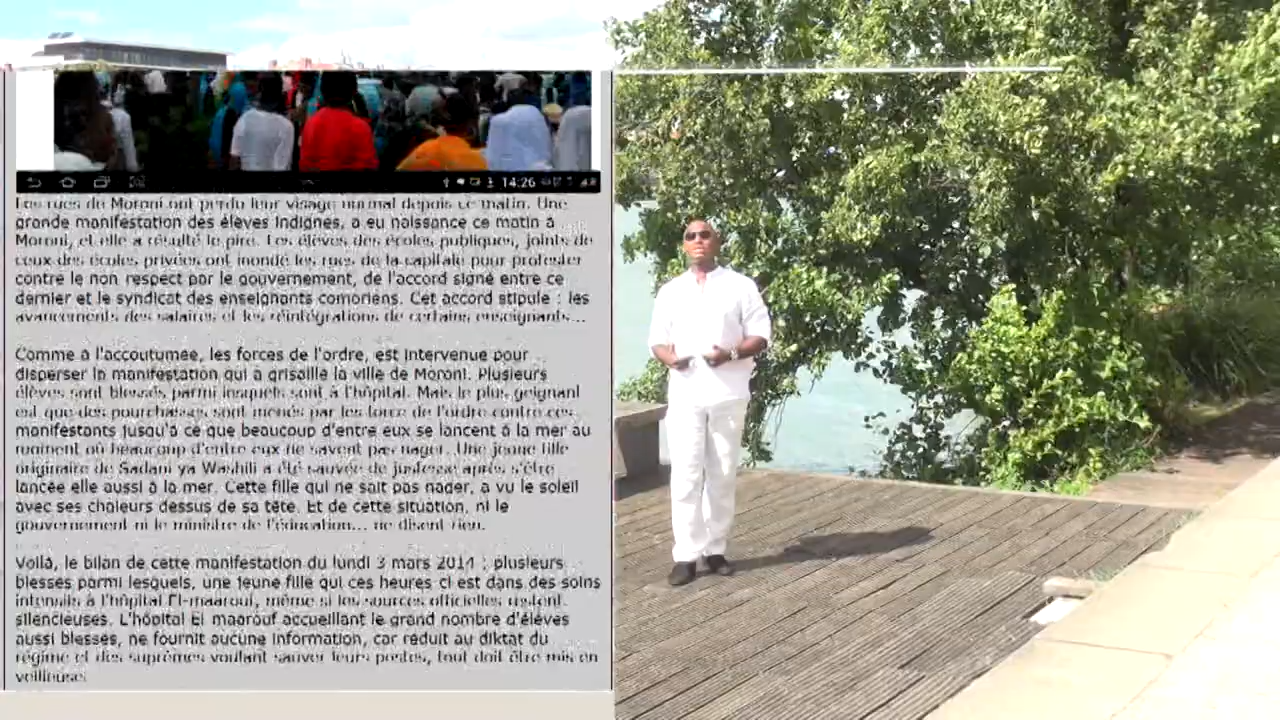 14:26
Les rues de Moroni ont perdu leur visage normal depuis ce matin. Une
grande manifestation des élèves indignés, a eu naissance ce matin à
Moroni, et elle a résulté le pire. Les élèves des écoles publiques, joints de
ceux des écoles privées ont inondé les rues de la capitale pour protester
contre le non respect par le gouvernement, de l'accord signé entre ce
dernier et le syndicat des enseignants comoriens. Cet accord stipule : les
avancements des salaires et les réintégrations de certains enseignants...
Comme à l'accoutumée, les forces de l'ordre, est intervenue pour
disperser la manifestation qui a grisaille la ville de Moroni. Plusieurs
élèves sont blessés parmi lesquels sont à l'hôpital. Mais le plus geignant
est que des pourchasses sont menés par les force de l'ordre contre ces
manifestants jusqu'à ce que beaucoup d'entre eux se lancent à la mer au
moment où beaucoup d'entre eux ne savent pas nager. Une jeune fille
originaire de Sadani ya Washili a été sauvée de justesse après s'être
lancée elle aussi à la mer. Cette fille qui ne sait pas nager, a vu le soleil
avec ses chaleurs dessus de sa tête. Et de cette situation, ni le
gouvernement ni le ministre de l'éducation... ne disent rien.
Voilà, le bilan de cette manifestation du lundi 3 mars 2014 : plusieurs
blessés parmi lesquels, une jeune fille qui ces heures ci est dans des soins
intensifs à l'hôpital El-maarouf, même si les sources officielles restent
silencieuses. L'hôpital El maarouf accueillant le grand nombre d'élèves
aussi blessés, ne fournit aucune information, car réduit au diktat du
régime et des suprêmes voulant sauver leurs postes, tout doit être mis en
veilleuse.